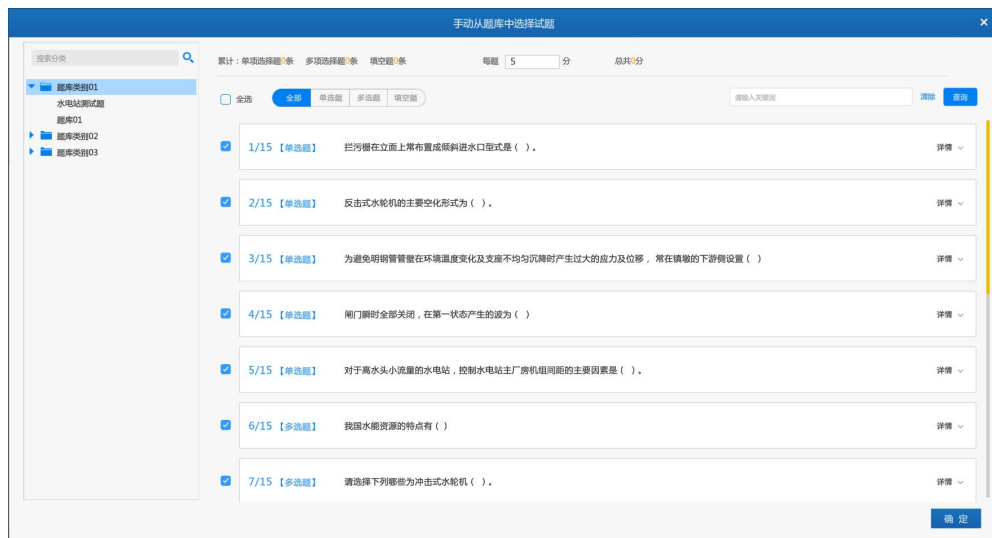 手动从题库中选择试题
搜索分类
累计：单项选择题0条 多项选择题0条 填空题0条 每题 5 分 总共0分
题库类别01
水电站测试题
题库01
题库类别02
题库类别03
全选 全部 单选题 多选题 填空题 请输入关键词 清除 查询
1/15 【单选题】 拦污栅在立面上常布置成倾斜进水口型式是（ ）。 详情
2/15 【单选题】 反击式水轮机的主要空化形式为（ ）。 详情
3/15 【单选题】 为避免明钢管管壁在环境温度变化及支座不均匀沉降时产生过大的应力及位移，常在镇墩的下游侧设置（ ） 详情
4/15 【单选题】 闸门瞬时全部关闭，在第一状态产生的波为（ ） 详情
5/15 【单选题】 对于高水头小流量的水电站，控制水电站主厂房机组间距的主要因素是（ ）。 详情
6/15 【多选题】 我国水能资源的特点有（ ） 详情
7/15 【多选题】 请选择下列哪些为冲击式水轮机（ ）。 详情
确 定